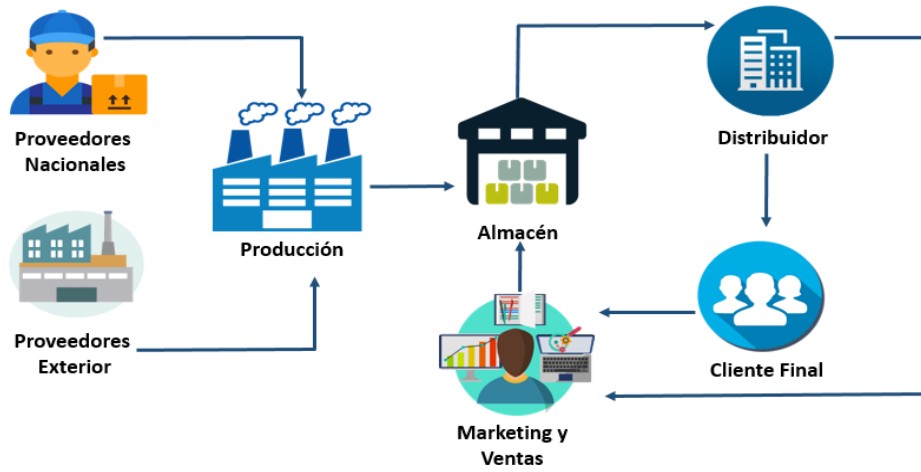 Proveedores
Nacionales
Producción
Almacén
Distribuidor
Proveedores
Exterior
Cliente Final
Marketing y
Ventas